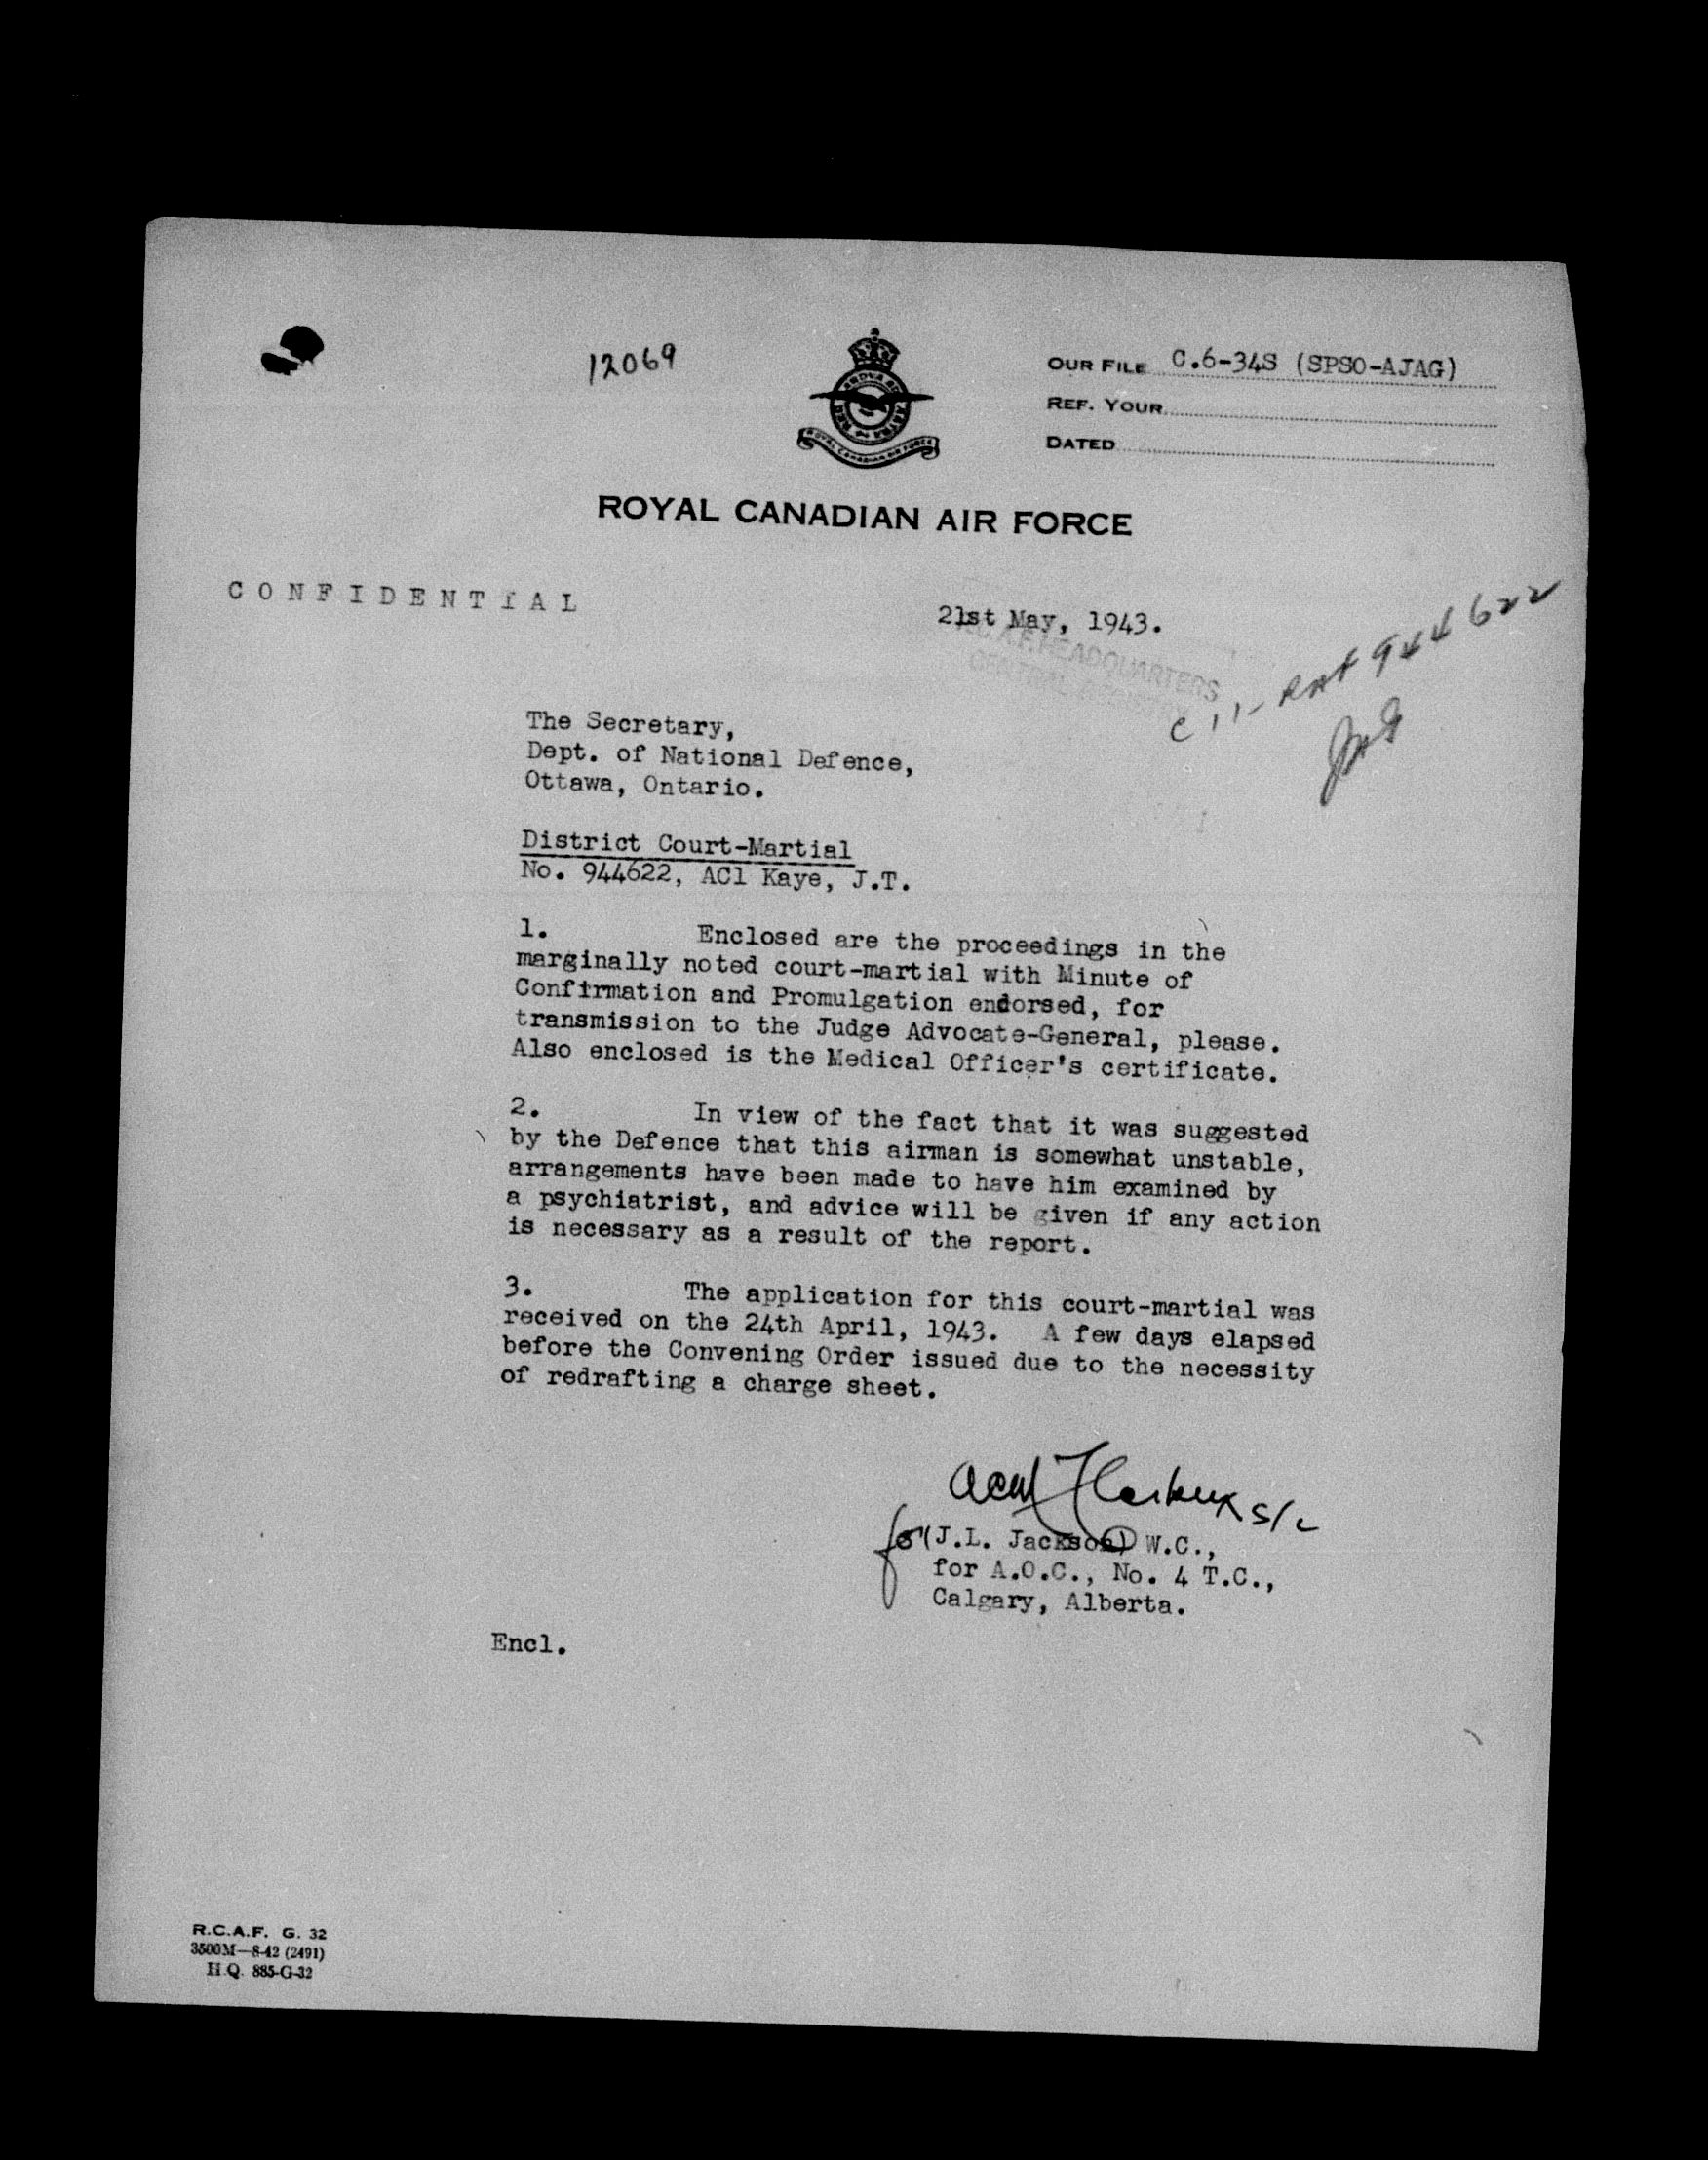 12069
OUR FILE C.6-34S (SPSO-AJAG)
REF. YOUR
DATED
ROYAL CANADIAN AIR FORCE
ROYAL CANADIAN AIR FORCE
CONFIDENTIAL
21st May, 1943.
HEADQUARTERS
CENTRAL
944622
The Secretary,
Dept. of National Defence,
Ottawa, Ontario.
District Court-Martial
No. 944622, AC1 Kaye, J.T.
1. Enclosed are the proceedings in the
marginally noted court-martial with Minute of
Confirmation and Promulgation endorsed, for
transmission to the Judge Advocate-General, please.
Also enclosed is the Medical Officer's certificate.
2. In view of the fact that it was suggested
by the Defence that this airman is somewhat unstable,
arrangements have been made to have him examined by
a psychiatrist, and advice will be given if any action
is necessary as a result of the report.
3. The application for this court-martial was
received on the 24th April, 1943. A few days elapsed
before the Convening Order issued due to the necessity
of redrafting a charge sheet.
S/L
for (J.L. Jackson) W.C.,
for A.O.C., No. 4 T.C.,
Calgary, Alberta.
Encl.
R.C.A.F. G. 32
3500M—8-42 (2491)
H.Q. 885-G-32